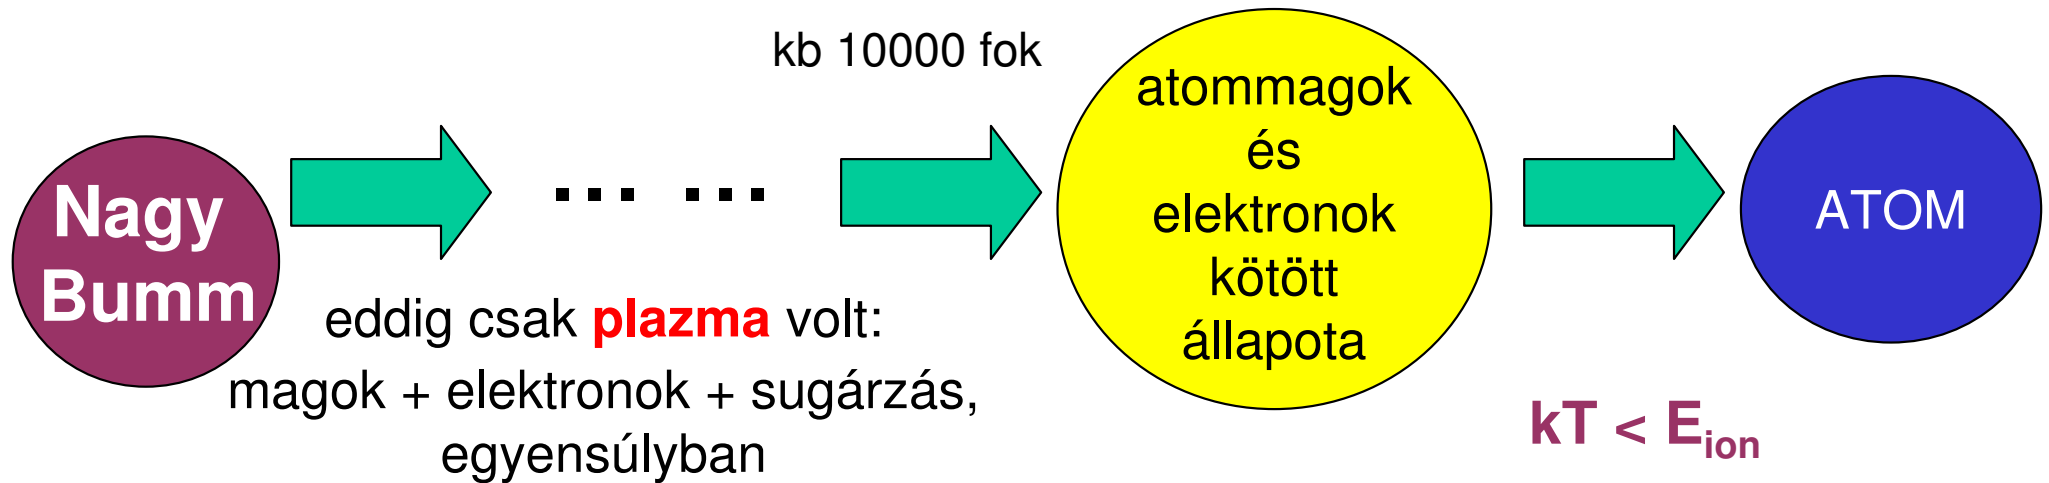 Nagy
Bumm
... ...
eddig csak plazma volt:
magok + elektronok + sugárzás,
egyensúlyban
kb 10000 fok
atommagok
és
elektronok
kötött
állapota
kT < E_ion
ATOM